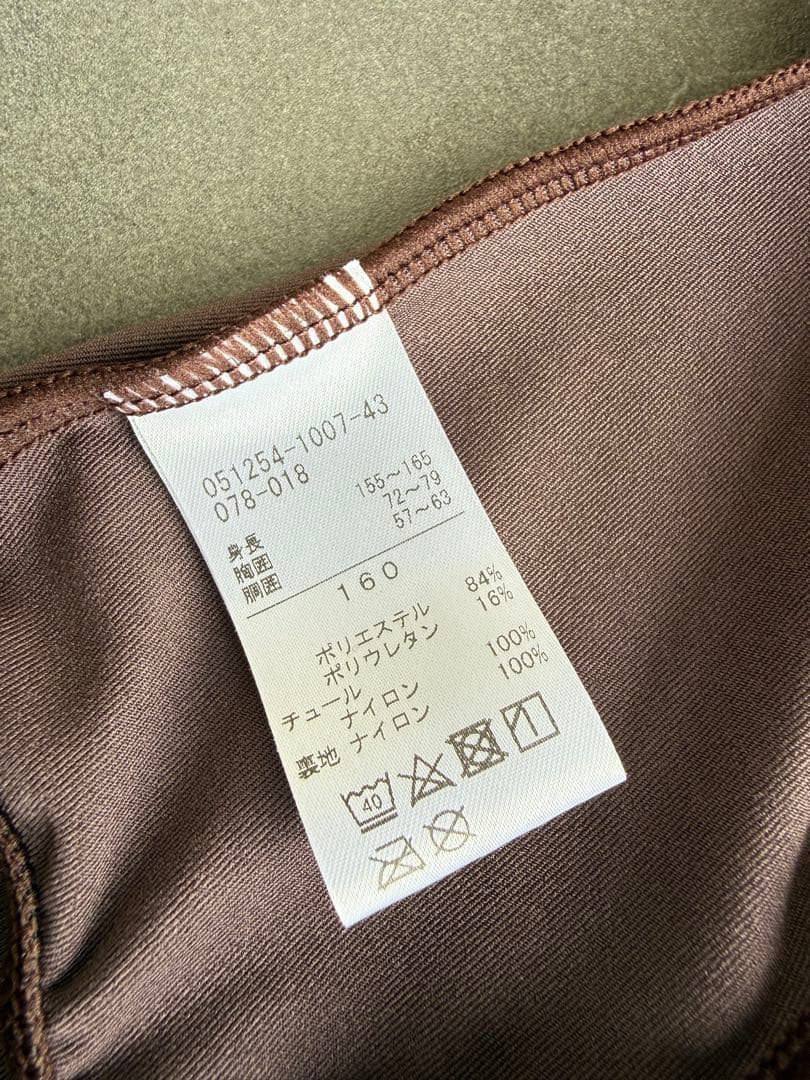 051254-1007-43
078-018
身長 155～165
胸囲 72～79
胴囲 57～63
160
ポリエステル 84%
ポリウレタン 16%
チュール
ナイロン 100%
裏地 ナイロン 100%
40